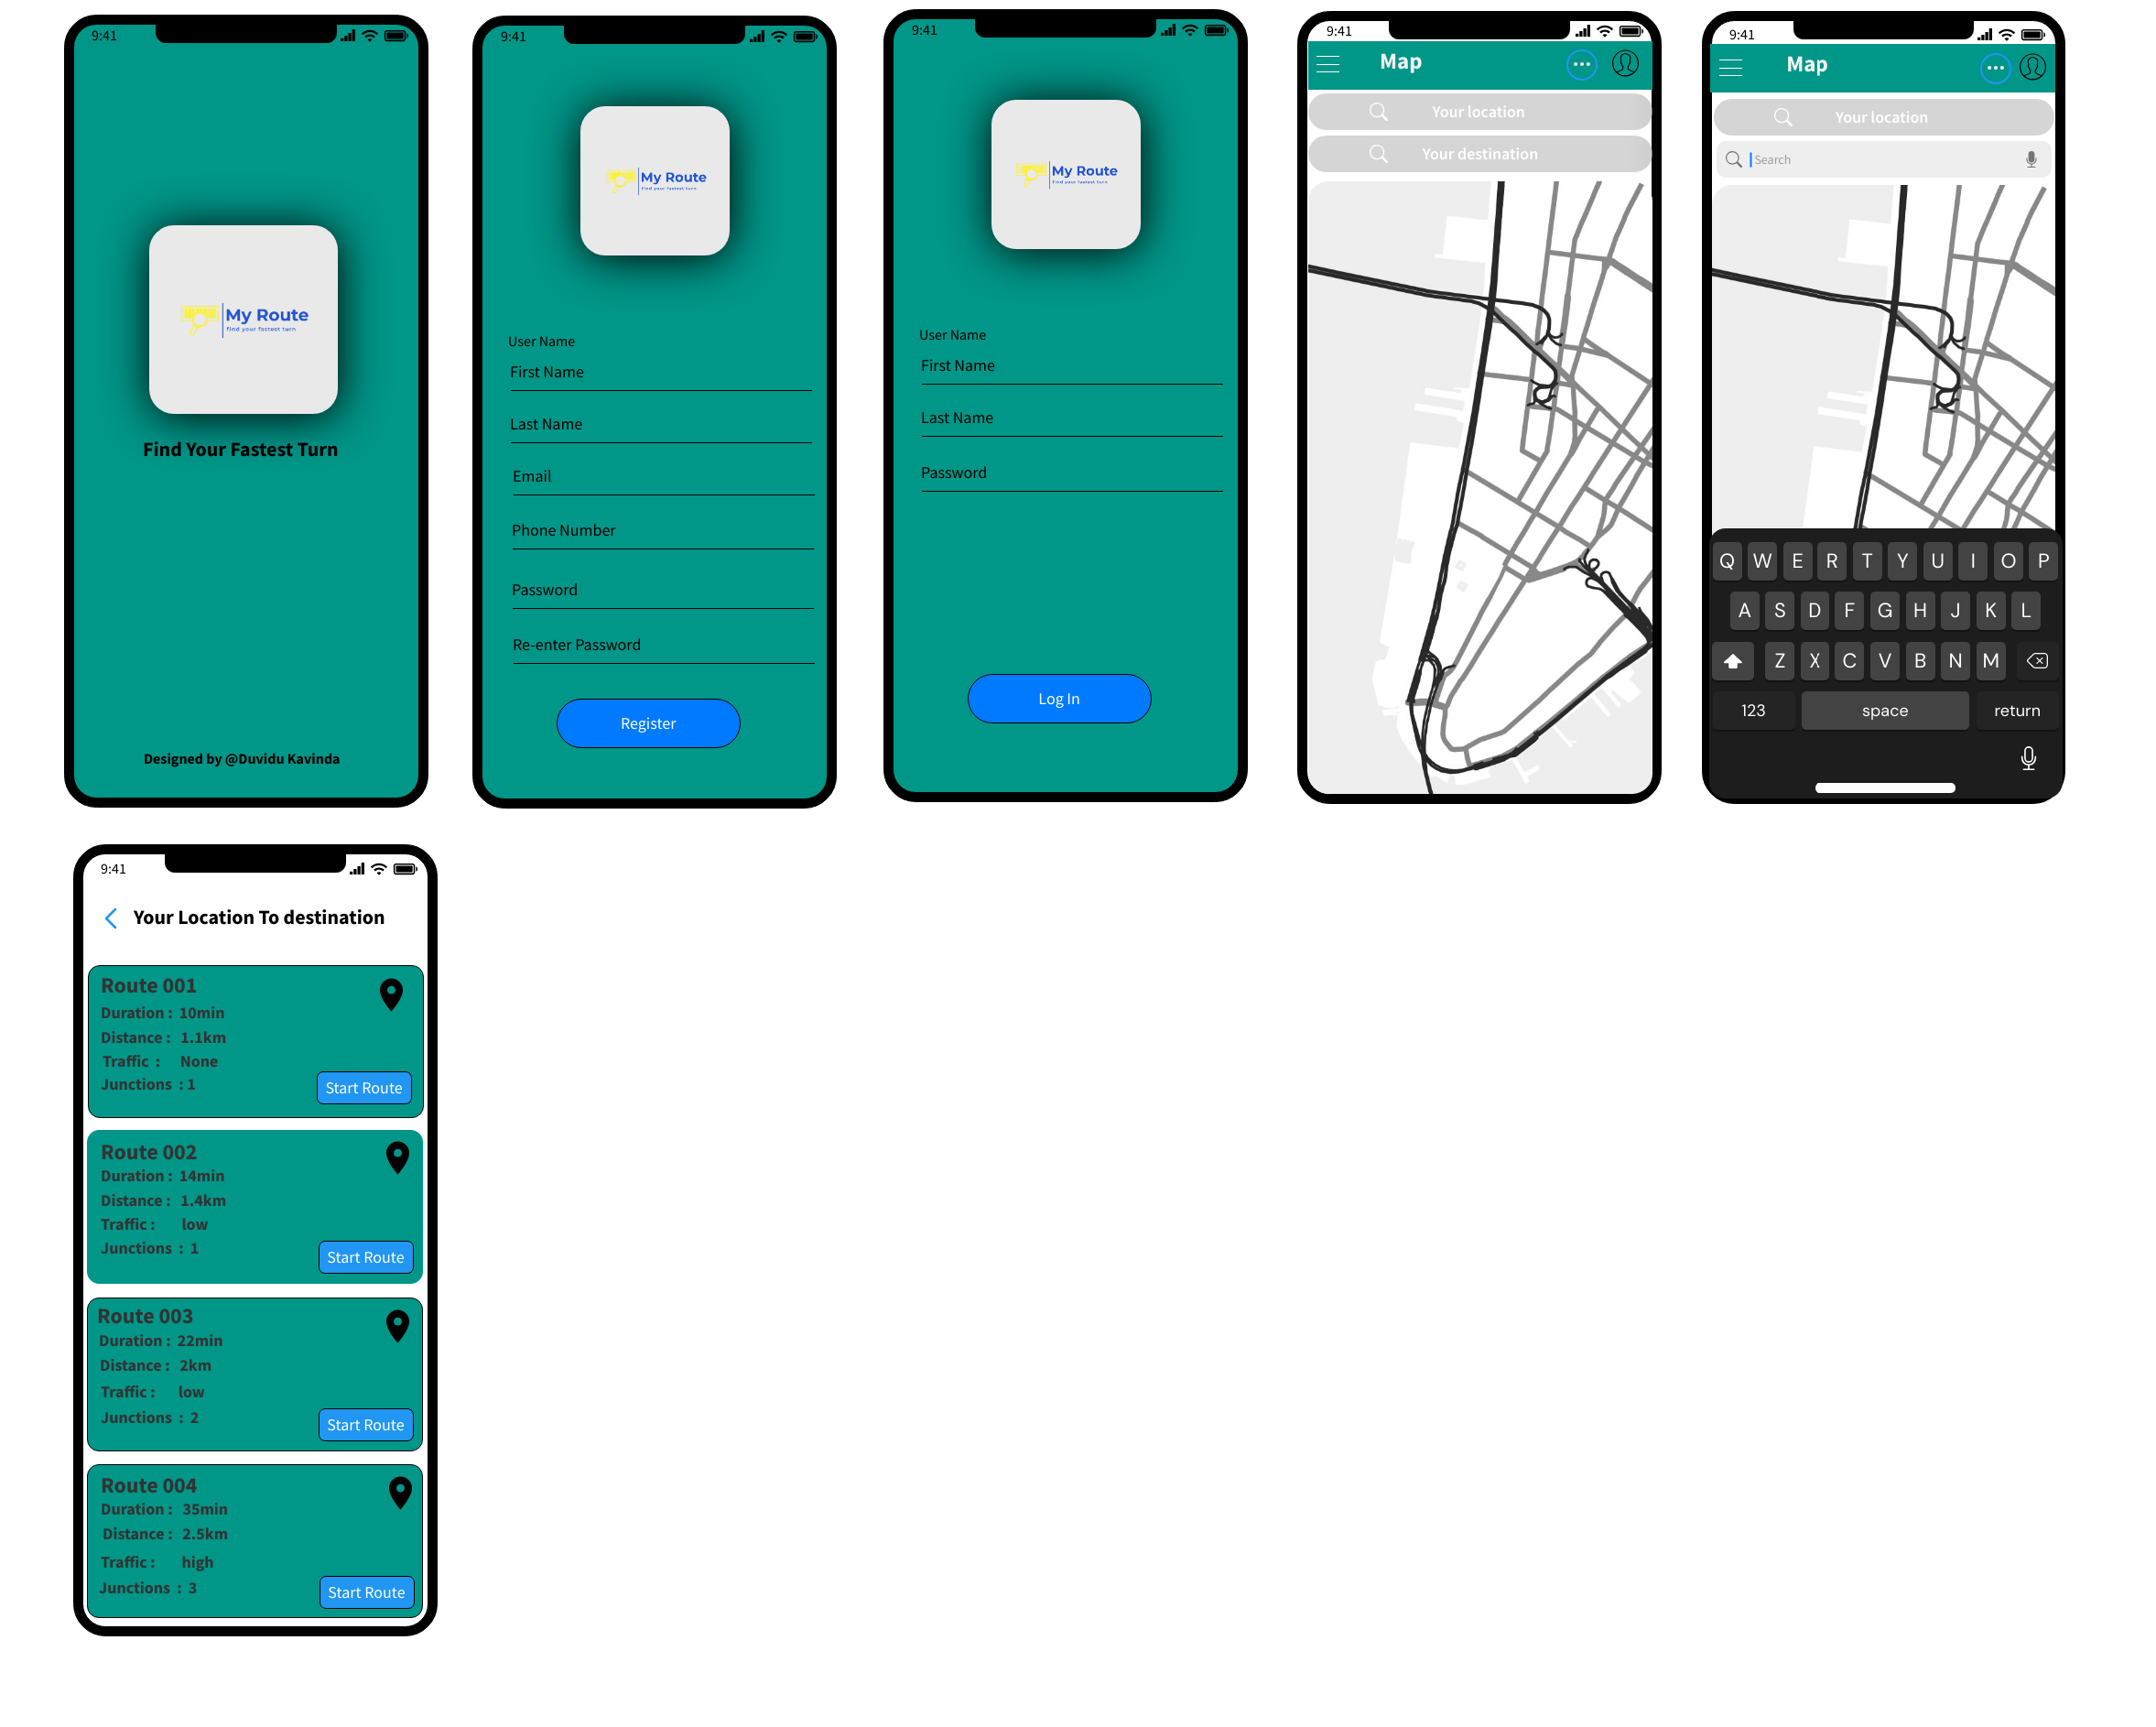 9:41
My Route
find your fastest turn
Find Your Fastest Turn
Designed by @Duvidu Kavinda
9:41
My Route
find your fastest turn
User Name
First Name
Last Name
Email
Phone Number
Password
Re-enter Password
Register
9:41
My Route
find your fastest turn
User Name
First Name
Last Name
Password
Log In
9:41
Map
Your location
Your destination
9:41
Map
Your location
Search
Q W E R T Y U I O P
A S D F G H J K L
Z X C V B N M
123 space return
9:41
Your Location To destination
Route 001
Duration : 10min
Distance : 1.1km
Traffic : None
Junctions : 1
Start Route
Route 002
Duration : 14min
Distance : 1.4km
Traffic : low
Junctions : 1
Start Route
Route 003
Duration : 22min
Distance : 2km
Traffic : low
Junctions : 2
Start Route
Route 004
Duration : 35min
Distance : 2.5km
Traffic : high
Junctions : 3
Start Route